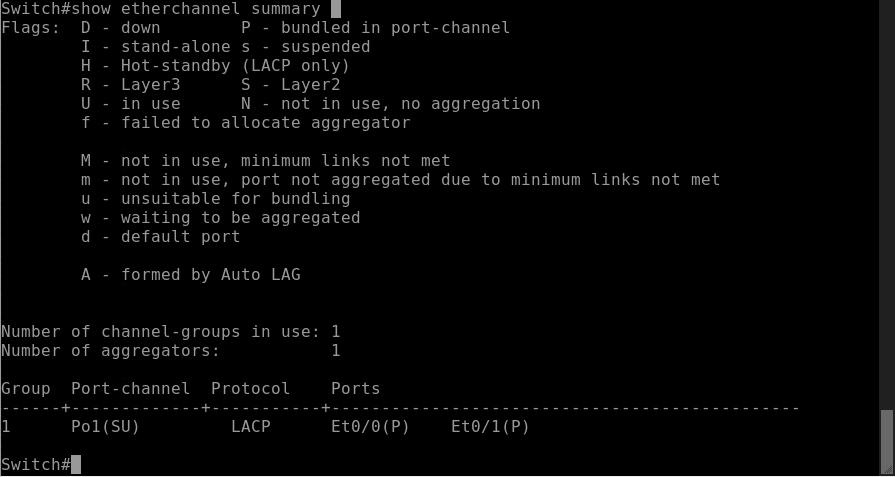 Switch#show etherchannel summary
Flags:  D - down        P - bundled in port-channel
        I - stand-alone s - suspended
        H - Hot-standby (LACP only)
        R - Layer3      S - Layer2
        U - in use      N - not in use, no aggregation
        f - failed to allocate aggregator

        M - not in use, minimum links not met
        m - not in use, port not aggregated due to minimum links not met
        u - unsuitable for bundling
        w - waiting to be aggregated
        d - default port

        A - formed by Auto LAG


Number of channel-groups in use: 1
Number of aggregators:           1

Group  Port-channel  Protocol    Ports
------+-------------+-----------+-----------------------------------------------
1      Po1(SU)         LACP      Et0/0(P)    Et0/1(P)

Switch#